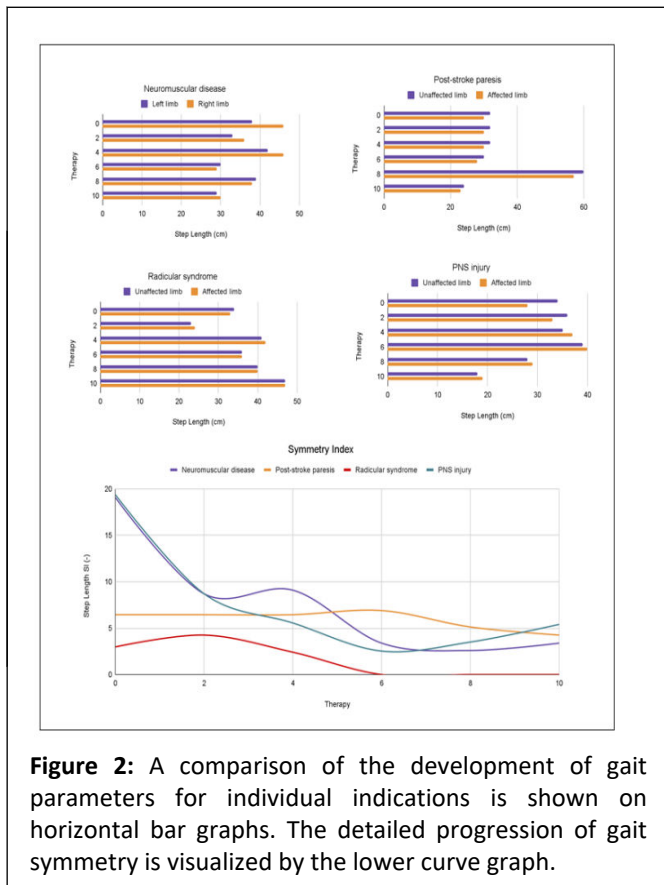 Neuromuscular disease
Left limb Right limb
Therapy
0
2
4
6
8
10
0 10 20 30 40 50
Step Length (cm)
Post-stroke paresis
Unaffected limb Affected limb
Therapy
0
2
4
6
8
10
0 20 40 60
Step Length (cm)
Radicular syndrome
Unaffected limb Affected limb
Therapy
0
2
4
6
8
10
0 10 20 30 40 50
Step Length (cm)
PNS injury
Unaffected limb Affected limb
Therapy
0
2
4
6
8
10
0 10 20 30 40
Step Length (cm)
Symmetry Index
Neuromuscular disease Post-stroke paresis Radicular syndrome PNS injury
Step Length SI (-)
20
15
10
5
0
0 2 4 6 8 10
Therapy
Figure 2: A comparison of the development of gait
parameters for individual indications is shown on
horizontal bar graphs. The detailed progression of gait
symmetry is visualized by the lower curve graph.